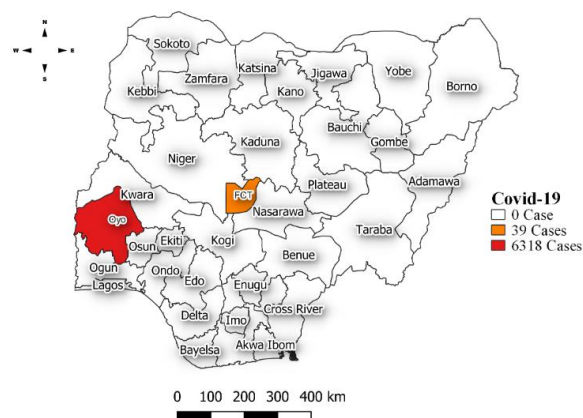 N
W E
S
Sokoto
Katsina
Jigawa
Yobe
Borno
Zamfara
Kebbi
Kano
Bauchi
Gombe
Kaduna
Niger
Adamawa
Plateau
FCT
Kwara
Nasarawa
Oyo
Taraba
Kogi
Ekiti
Osun
Benue
Ogun
Ondo
Edo
Lagos
Enugu
Cross River
Delta
Imo
Bayelsa
Akwa Ibom
Covid-19
0 Case
39 Cases
6318 Cases
0 100 200 300 400 km